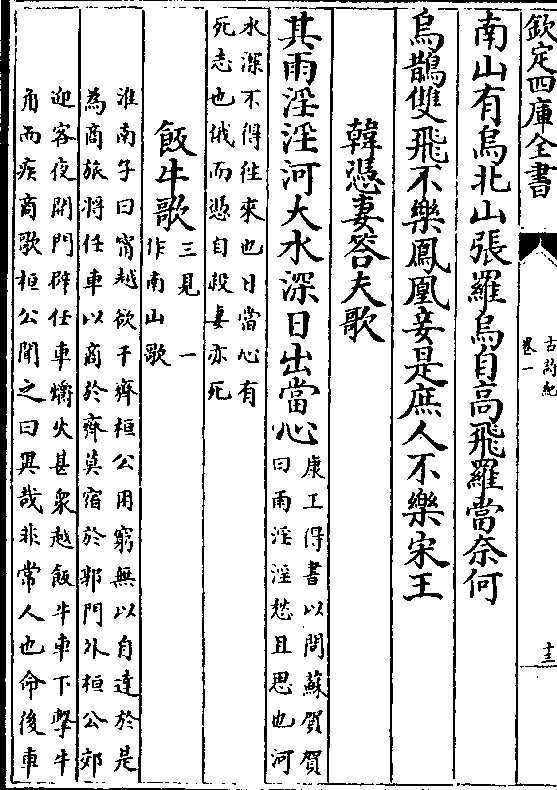 欽定四庫全書
古詩紀
卷一
十三
南山有烏北山張羅烏自高飛羅當奈何
烏鵲雙飛不樂鳳凰妾是庶人不樂宋王
韓憑妻答夫歌
其雨淫淫河大水深日出當心
康王得書以問蘇賀賀
曰雨淫淫愁且思也河
水深不得徃來也日當心有
死志也俄而憑自殺妻亦死
飯牛歌
三見 一
作南山歌
淮南子曰甯越欲干齊桓公用窮無以自達於是
為商旅將任車以商於齊莫宿於郭門外桓公郊
迎客夜開門辟任車爝火甚衆越飯牛車下擊牛
角而疾商歌桓公聞之曰異哉非常人也命後車